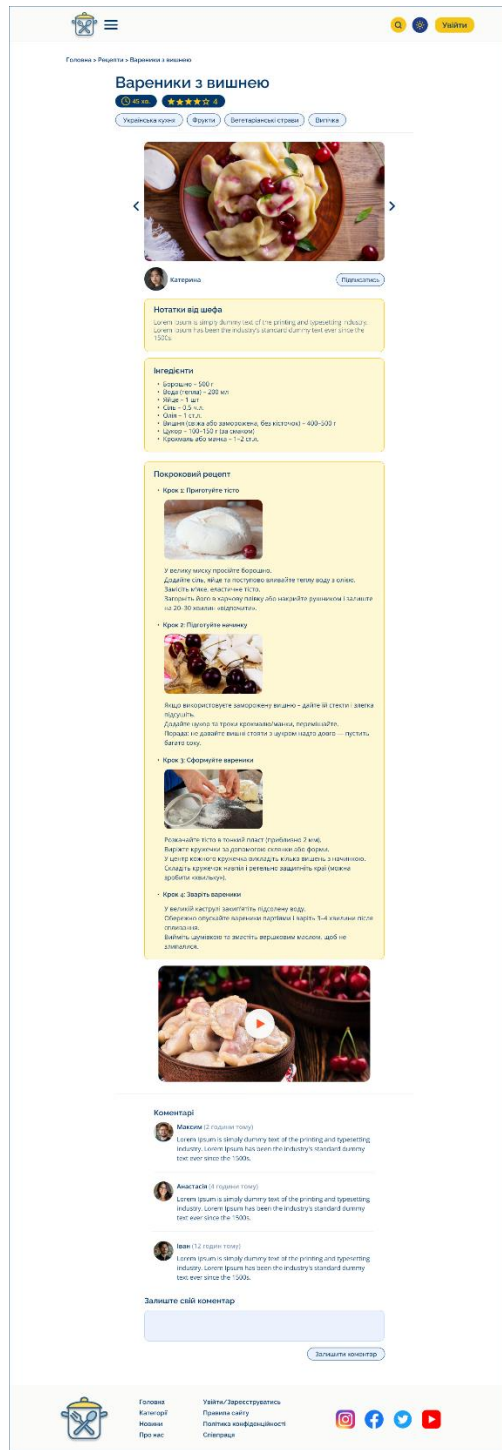 Увійти
Головна > Рецепти > Вареники з вишнею
Вареники з вишнею
45 хв. 4
Українська кухня Фрукти Вегетаріанські страви Випічка
Катерина Підписатись
Нотатки від шефа
Lorem Ipsum is simply dummy text of the printing and typesetting industry.
Lorem Ipsum has been the industry's standard dummy text ever since the
1500s
Інгедієнти
• Борошно – 500 г
• Вода (тепла) – 200 мл
• Яйце – 1 шт
• Сіль – 0.5 ч.л.
• Олія – 1 ст.л.
• Вишня (свіжа або заморожена, без кісточок) – 400–500 г
• Цукор – 100–150 г (за смаком)
• Крохмаль або манка – 1–2 ст.л.
Покроковий рецепт
• Крок 1: Приготуйте тісто
У велику миску просійте борошно.
Додайте сіль, яйце та поступово вливайте теплу воду з олією.
Замісіть м'яке, еластичне тісто.
Загорніть його в харчову плівку або накрийте рушником і залиште
на 20–30 хвилин «відпочити».
• Крок 2: Підготуйте начинку
Якщо використовуєте заморожену вишню – дайте їй стекти і злегка
підсушіть.
Додайте цукор та трохи крохмалю/манки, перемішайте.
Порада: не давайте вишні стояти з цукром надто довго — пустить
багато соку.
• Крок 3: Сформуйте вареники
Розкачайте тісто в тонкий пласт (приблизно 2 мм).
Виріжте кружечки за допомогою склянки або форми.
У центр кожного кружечка викладіть кілька вишень з начинкою.
Складіть кружечок навпіл і ретельно защипніть краї (можна
зробити «хвильку»).
• Крок 4: Зваріть вареники
У великій каструлі закип'ятіть підсолену воду.
Обережно опускайте вареники партіями і варіть 3–4 хвилини після
спливання.
Вийміть шумівкою та змастіть вершковим маслом, щоб не
злипалися.
Коментарі
Максим (2 години тому)
Lorem Ipsum is simply dummy text of the printing and typesetting
industry. Lorem Ipsum has been the industry's standard dummy
text ever since the 1500s.
Анастасія (4 години тому)
Lorem Ipsum is simply dummy text of the printing and typesetting
industry. Lorem Ipsum has been the industry's standard dummy
text ever since the 1500s.
Іван (12 годин тому)
Lorem Ipsum is simply dummy text of the printing and typesetting
industry. Lorem Ipsum has been the industry's standard dummy
text ever since the 1500s.
Залиште свій коментар
Залишити коментар
Головна Увійти/Зареєструватись
Категорії Правила сайту
Новини Політика конфіденційності
Про нас Співпраця